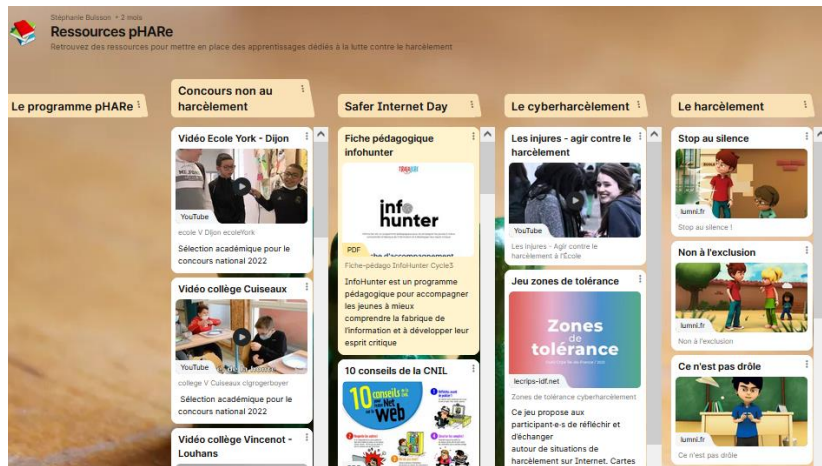 Stéphanie Buisson • 2 mois
Ressources pHARe
Retrouvez des ressources pour mettre en place des apprentissages dédiés à la lutte contre le harcèlement
Le programme pHARe
Concours non au
harcèlement
Vidéo Ecole York - Dijon
YouTube
ecole V Dijon ecoleYork
Sélection académique pour le
concours national 2022
Vidéo collège Cuiseaux
YouTube
college V Cuiseaux clgrogerboyer
Sélection académique pour le
concours national 2022
Vidéo collège Vincenot -
Louhans
Safer Internet Day
Fiche pédagogique
infohunter
info
hunter
PDF
che d'accompagnement
Fiche-pédago InfoHunter Cycle3
InfoHunter est un programme
pédagogique pour accompagner
les jeunes à mieux
comprendre la fabrique de
l'information et à développer leur
esprit critique
10 conseils de la CNIL
10 conseils
Net
web
Le cyberharcèlement
Les injures - agir contre le
harcèlement
YouTube
Les injures - Agir contre le
harcèlement à l'École
Jeu zones de tolérance
Zones
de
tolérance
lecrips-idf.net
Zones de tolérance cyberharcèlement
Ce jeu propose aux
participant·e·s de réfléchir et
d'échanger
autour de situations de
harcèlement sur Internet. Cartes
Le harcèlement
Stop au silence
lumni.fr
Stop au silence !
Non à l'exclusion
lumni.fr
Non à l'exclusion
Ce n'est pas drôle
lumni.fr
Ce n'est pas drôle